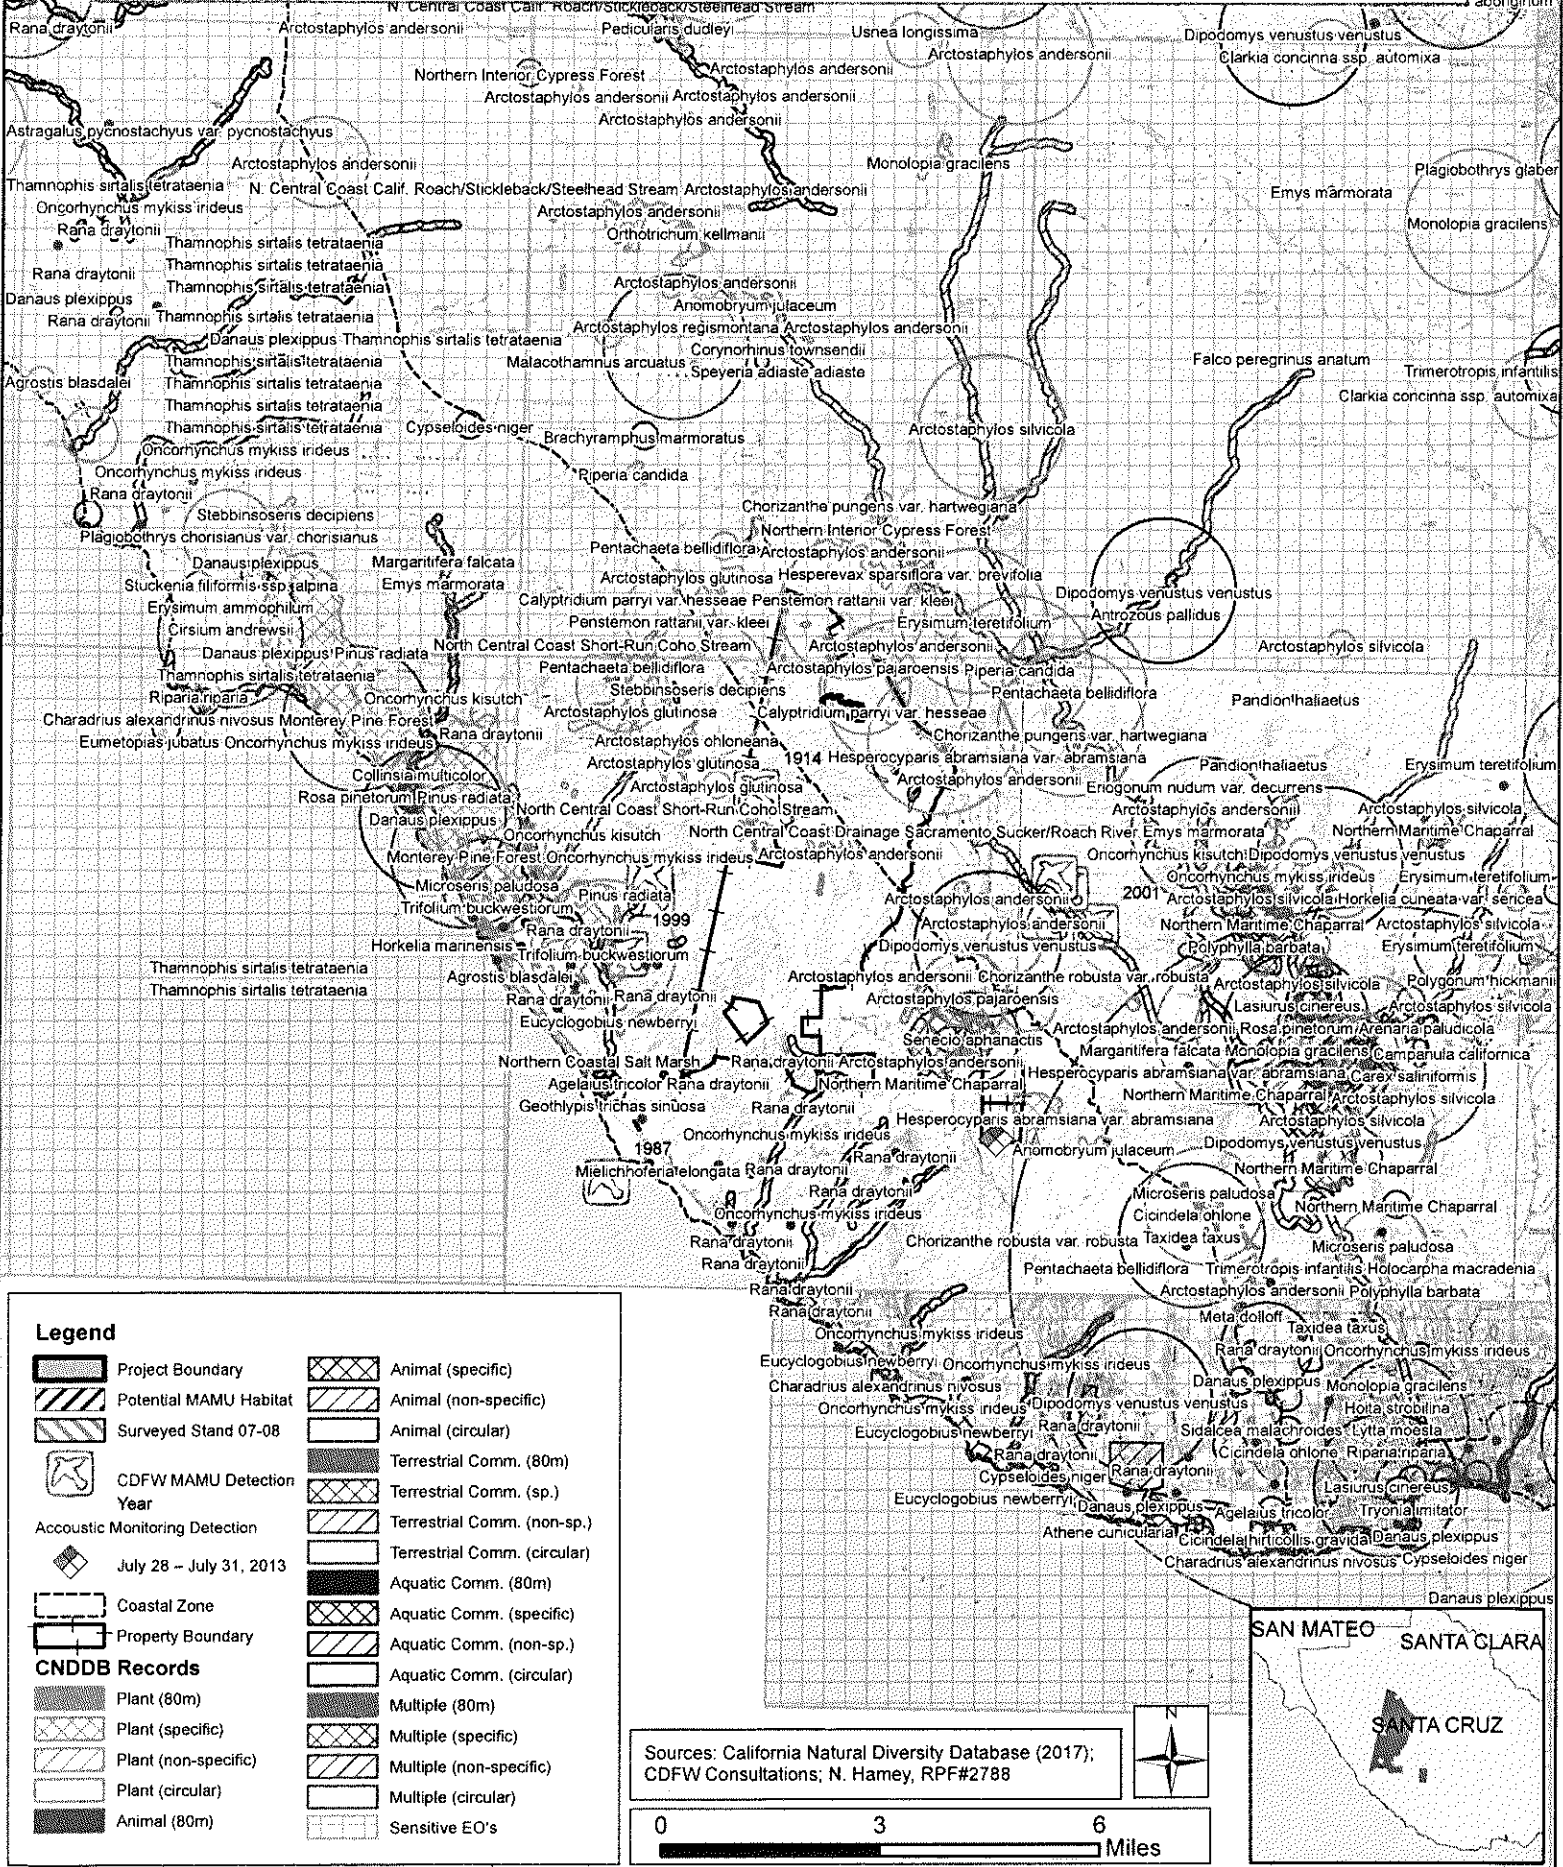 N. Central Coast Calif. Roach/Stickleback/Steelhead Stream
Rana draytonii
Arctostaphylos andersonii
Pedicularis dudleyi
Usnea longissima
Dipodomys venustus venustus
Arctostaphylos andersonii
Clarkia concinna ssp. automixa
Northern Interior Cypress Forest
Arctostaphylos andersonii
Arctostaphylos andersonii Arctostaphylos andersonii
Arctostaphylos andersonii
Astragalus pycnostachyus var. pycnostachyus
Arctostaphylos andersonii
Monolopia gracilens
Plagiobothrys glaber
Thamnophis sirtalis tetrataenia
N. Central Coast Calif. Roach/Stickleback/Steelhead Stream Arctostaphylos andersonii
Emys marmorata
Oncorhynchus mykiss irideus
Arctostaphylos andersonii
Monolopia gracilens
Rana draytonii
Orthotrichum kellmanii
Thamnophis sirtalis tetrataenia
Thamnophis sirtalis tetrataenia
Rana draytonii
Thamnophis sirtalis tetrataenia
Arctostaphylos andersonii
Danaus plexippus
Anomobryum julaceum
Rana draytonii
Thamnophis sirtalis tetrataenia
Arctostaphylos regismontana Arctostaphylos andersonii
Danaus plexippus Thamnophis sirtalis tetrataenia
Corynorhinus townsendii
Thamnophis sirtalis tetrataenia
Malacothamnus arcuatus
Falco peregrinus anatum
Speyeria adiaste adiaste
Trimerotropis infantilis
Agrostis blasdalei
Thamnophis sirtalis tetrataenia
Clarkia concinna ssp. automixa
Thamnophis sirtalis tetrataenia
Thamnophis sirtalis tetrataenia
Cypseloides niger
Brachyramphus marmoratus
Arctostaphylos silvicola
Oncorhynchus mykiss irideus
Oncorhynchus mykiss irideus
Piperia candida
Rana draytonii
Stebbinsoseris decipiens
Chorizanthe pungens var. hartwegiana
Plagiobothrys chorisianus var. chorisianus
Northern Interior Cypress Forest
Pentachaeta bellidiflora Arctostaphylos andersonii
Danaus plexippus
Margaritifera falcata
Stuckenia filiformis ssp. alpina
Emys marmorata
Arctostaphylos glutinosa Hesperevax sparsiflora var. brevifolia
Erysimum ammophilum
Calyptridium parryi var. hesseae Penstemon rattanii var. kleei
Dipodomys venustus venustus
Cirsium andrewsii
Penstemon rattanii var. kleei
Erysimum teretifolium
Antrozous pallidus
Danaus plexippus Pinus radiata
North Central Coast Short-Run Coho Stream
Arctostaphylos andersonii
Arctostaphylos silvicola
Thamnophis sirtalis tetrataenia
Pentachaeta bellidiflora
Arctostaphylos pajaroensis Piperia candida
Riparia riparia
Oncorhynchus kisutch
Stebbinsoseris decipiens
Pentachaeta bellidiflora
Pandion haliaetus
Charadrius alexandrinus nivosus Monterey Pine Forest
Arctostaphylos glutinosa
Calyptridium parryi var. hesseae
Eumetopias jubatus Oncorhynchus mykiss irideus
Rana draytonii
Arctostaphylos ohloneana
Chorizanthe pungens var. hartwegiana
1914
Hesperocyparis abramsiana var. abramsiana
Arctostaphylos glutinosa
Pandion haliaetus
Erysimum teretifolium
Collinsia multicolor
Arctostaphylos glutinosa
Arctostaphylos andersonii
Eriogonum nudum var. decurrens
Rosa pinetorum Pinus radiata
North Central Coast Short-Run Coho Stream
Arctostaphylos andersonii
Arctostaphylos silvicola
Danaus plexippus
Oncorhynchus kisutch
North Central Coast Drainage Sacramento Sucker/Roach River Emys marmorata
Northern Maritime Chaparral
Monterey Pine Forest Oncorhynchus mykiss irideus
Arctostaphylos andersonii
Oncorhynchus kisutch Dipodomys venustus venustus
Oncorhynchus mykiss irideus
Erysimum teretifolium
Microseris paludosa
Pinus radiata
Arctostaphylos andersonii
2001
Arctostaphylos silvicola Horkelia cuneata var. sericea
Trifolium buckwestiorum
1999
Rana draytonii
Arctostaphylos andersonii
Northern Maritime Chaparral
Arctostaphylos silvicola
Horkelia marinensis
Trifolium buckwestiorum
Dipodomys venustus venustus
Polyphylla barbata
Erysimum teretifolium
Thamnophis sirtalis tetrataenia
Agrostis blasdalei
Arctostaphylos andersonii Chorizanthe robusta var. robusta
Arctostaphylos silvicola
Polygonum hickmanii
Thamnophis sirtalis tetrataenia
Rana draytonii Rana draytonii
Arctostaphylos pajaroensis
Lasiurus cinereus
Arctostaphylos silvicola
Eucyclogobius newberryi
Senecio aphanactis
Arctostaphylos andersonii Rosa pinetorum Arenaria paludicola
Northern Coastal Salt Marsh
Rana draytonii Arctostaphylos andersonii
Margaritifera falcata Monolopia gracilens Campanula californica
Agelaius tricolor Rana draytonii
Northern Maritime Chaparral
Hesperocyparis abramsiana var. abramsiana Carex saliniformis
Geothlypis trichas sinuosa
Rana draytonii
Northern Maritime Chaparral Arctostaphylos silvicola
Hesperocyparis abramsiana var. abramsiana
Arctostaphylos silvicola
Oncorhynchus mykiss irideus
1987
Rana draytonii
Anomobryum julaceum
Dipodomys venustus venustus
Mielichhoferia elongata Rana draytonii
Northern Maritime Chaparral
Rana draytonii
Microseris paludosa
Oncorhynchus mykiss irideus
Cicindela ohlone
Northern Maritime Chaparral
Rana draytonii
Chorizanthe robusta var. robusta Taxidea taxus
Microseris paludosa
Rana draytonii
Pentachaeta bellidiflora
Trimerotropis infantilis Holocarpha macradenia
Rana draytonii
Arctostaphylos andersonii Polyphylla barbata
Rana draytonii
Meta dolloff
Taxidea taxus
Oncorhynchus mykiss irideus
Rana draytonii Oncorhynchus mykiss irideus
Eucyclogobius newberryi Oncorhynchus mykiss irideus
Charadrius alexandrinus nivosus
Danaus plexippus Monolopia gracilens
Oncorhynchus mykiss irideus Dipodomys venustus venustus
Hoita strobilina
Eucyclogobius newberryi
Rana draytonii
Sidalcea malachroides Lytta moesta
Rana draytonii
Cicindela ohlone Riparia riparia
Cypseloides niger
Rana draytonii
Lasiurus cinereus
Eucyclogobius newberryi
Danaus plexippus
Agelaius tricolor
Tryonia imitator
Athene cunicularia
Cicindela hirticollis gravida Danaus plexippus
Charadrius alexandrinus nivosus Cypseloides niger
Danaus plexippus
Legend
Project Boundary
Potential MAMU Habitat
Surveyed Stand 07-08
CDFW MAMU Detection
Year
Accoustic Monitoring Detection
July 28 – July 31, 2013
Coastal Zone
Property Boundary
CNDDB Records
Plant (80m)
Plant (specific)
Plant (non-specific)
Plant (circular)
Animal (80m)
Animal (specific)
Animal (non-specific)
Animal (circular)
Terrestrial Comm. (80m)
Terrestrial Comm. (sp.)
Terrestrial Comm. (non-sp.)
Terrestrial Comm. (circular)
Aquatic Comm. (80m)
Aquatic Comm. (specific)
Aquatic Comm. (non-sp.)
Aquatic Comm. (circular)
Multiple (80m)
Multiple (specific)
Multiple (non-specific)
Multiple (circular)
Sensitive EO's
Sources: California Natural Diversity Database (2017);
CDFW Consultations; N. Hamey, RPF#2788
N
0 3 6
Miles
SAN MATEO
SANTA CLARA
SANTA CRUZ